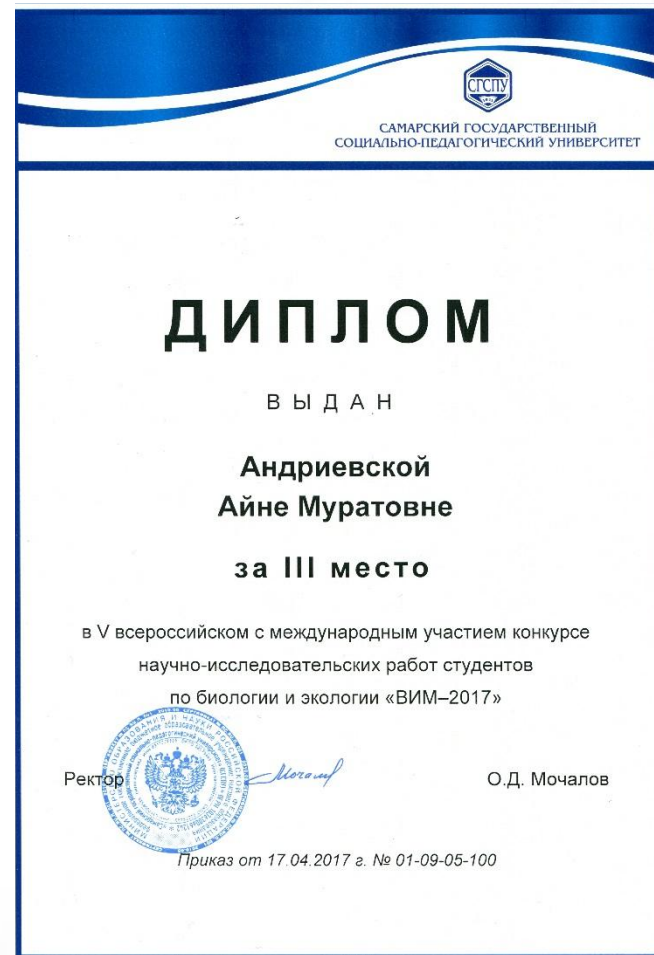 СГСПУ
САМАРСКИЙ ГОСУДАРСТВЕННЫЙ
СОЦИАЛЬНО-ПЕДАГОГИЧЕСКИЙ УНИВЕРСИТЕТ
ДИПЛОМ
ВЫДАН
Андриевской
Айне Муратовне
за III место
в V всероссийском с международным участием конкурсе
научно-исследовательских работ студентов
по биологии и экологии «ВИМ–2017»
Ректор
О.Д. Мочалов
Приказ от 17.04.2017 г. № 01-09-05-100